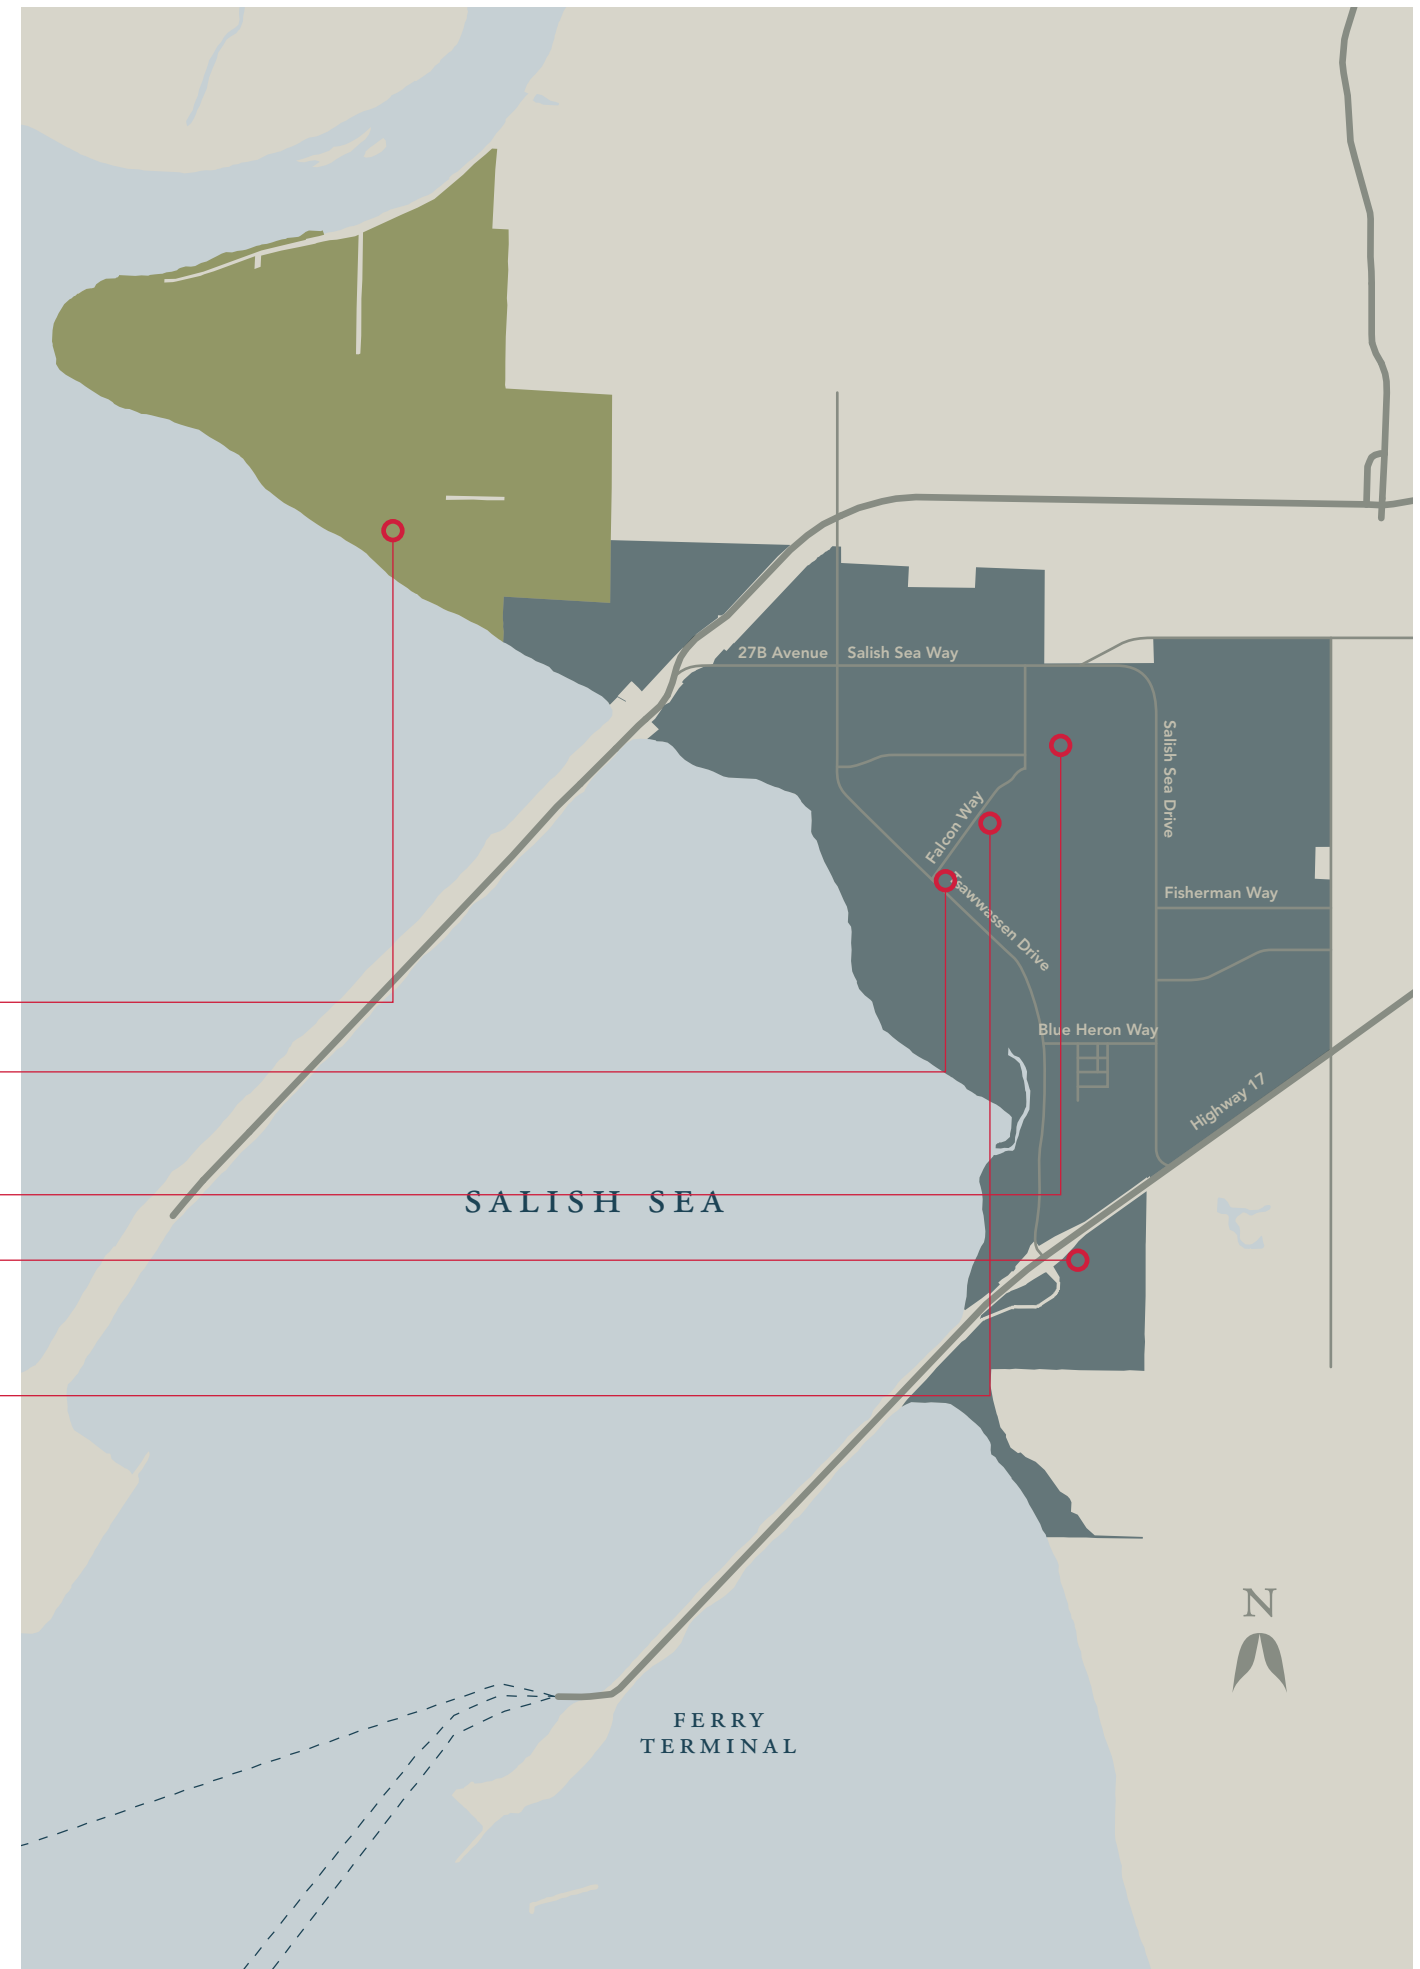 27B Avenue
Salish Sea Way
Salish Sea Drive
Falcon Way
Tsawwassen Drive
Fisherman Way
Blue Heron Way
Highway 17
SALISH SEA
N
FERRY
TERMINAL